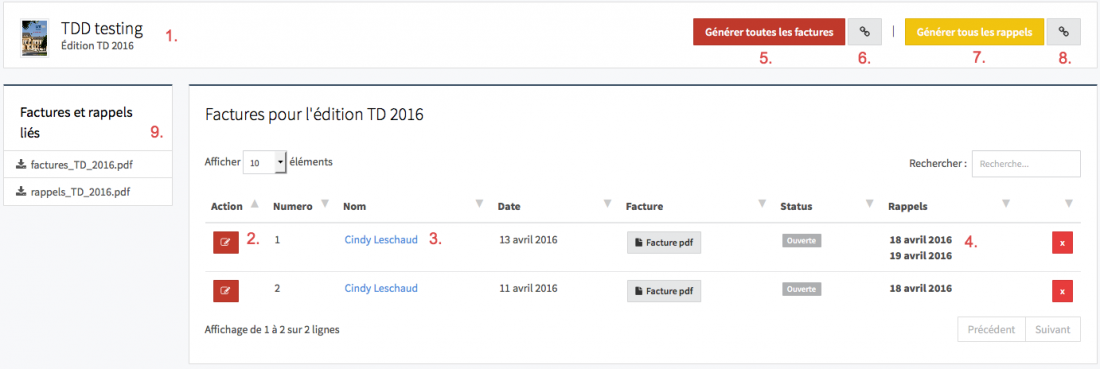 TDD testing
Édition TD 2016
1.
Générer toutes les factures
|
Générer tous les rappels
5.
6.
7.
8.
Factures et rappels
liés
9.
factures_TD_2016.pdf
rappels_TD_2016.pdf
Factures pour l'édition TD 2016
Afficher 10 éléments
Rechercher : Recherche...
Action Numero Nom Date Facture Status Rappels
2. 1 Cindy Leschaud 3. 13 avril 2016 Facture pdf Ouverte 18 avril 2016 4. x
19 avril 2016
2 Cindy Leschaud 11 avril 2016 Facture pdf Ouverte 18 avril 2016 x
Affichage de 1 à 2 sur 2 lignes
Précédent Suivant